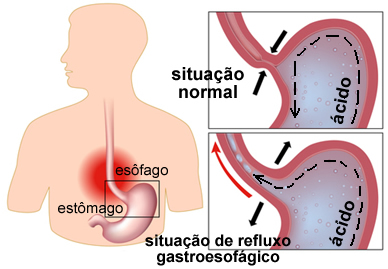 esôfago
estômago
situação
normal
ácido
situação de refluxo
gastroesofágico
ácido